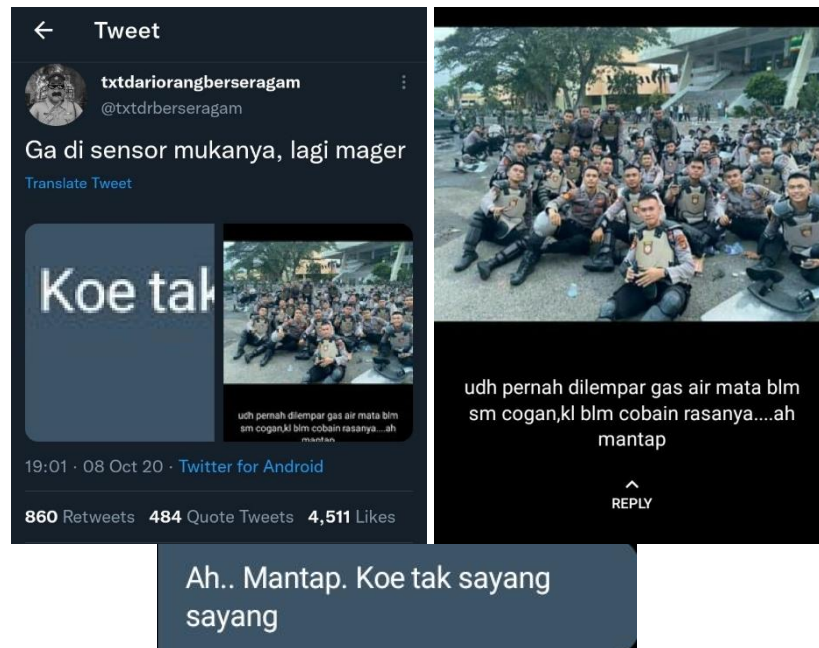 Tweet
txtdariorangberseragam
@txtdrberseragam
Ga di sensor mukanya, lagi mager
Translate Tweet
Koe tak
udh pernah dilempar gas air mata blm
sm cogan,kl blm cobain rasanya....ah
mantap
19:01 · 08 Oct 20 · Twitter for Android
860 Retweets 484 Quote Tweets 4,511 Likes
udh pernah dilempar gas air mata blm
sm cogan,kl blm cobain rasanya....ah
mantap
REPLY
Ah.. Mantap. Koe tak sayang
sayang